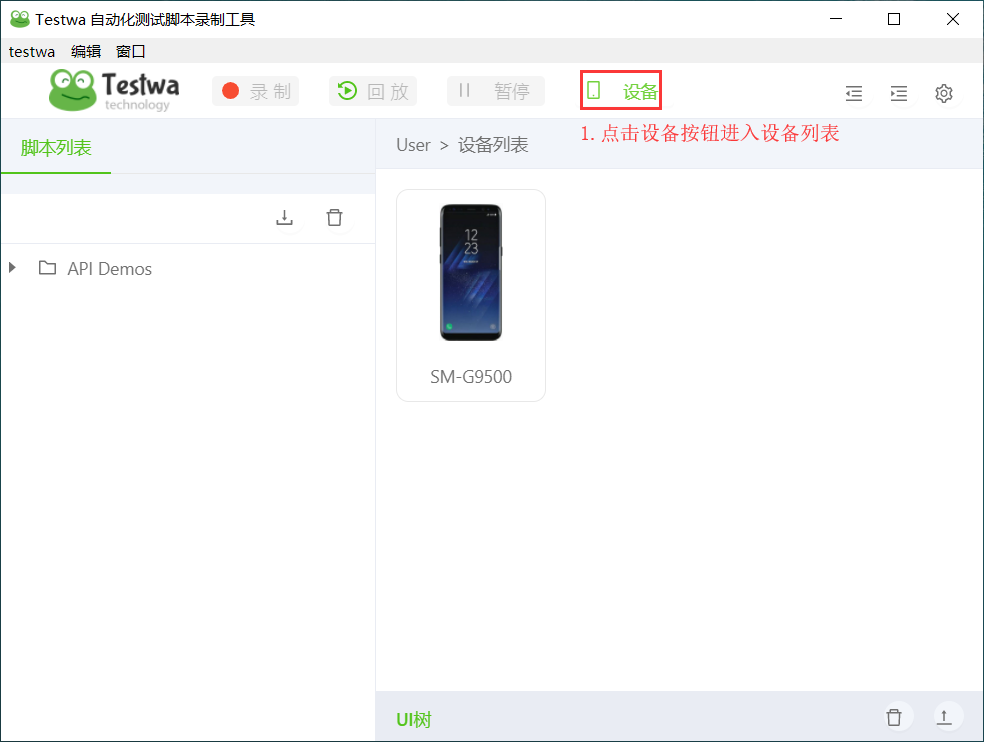 Testwa 自动化测试脚本录制工具
testwa 编辑 窗口
Testwa
technology
录制 回放 暂停 设备
1. 点击设备按钮进入设备列表
脚本列表
User > 设备列表
API Demos
12
23
SM-G9500
UI树